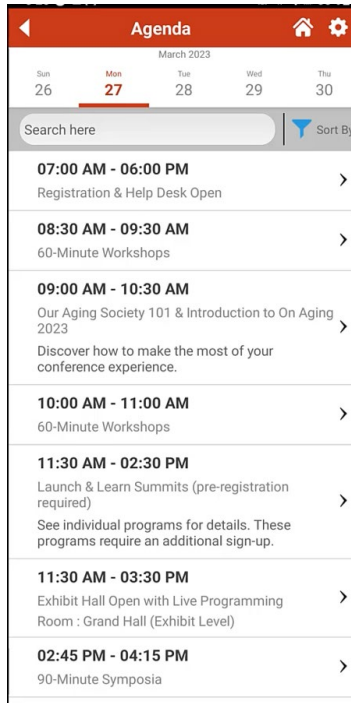 Agenda
March 2023
Sun Mon Tue Wed Thu
26 27 28 29 30
Search here Sort By
07:00 AM - 06:00 PM
Registration & Help Desk Open
08:30 AM - 09:30 AM
60-Minute Workshops
09:00 AM - 10:30 AM
Our Aging Society 101 & Introduction to On Aging
2023
Discover how to make the most of your
conference experience.
10:00 AM - 11:00 AM
60-Minute Workshops
11:30 AM - 02:30 PM
Launch & Learn Summits (pre-registration
required)
See individual programs for details. These
programs require an additional sign-up.
11:30 AM - 03:30 PM
Exhibit Hall Open with Live Programming
Room : Grand Hall (Exhibit Level)
02:45 PM - 04:15 PM
90-Minute Symposia